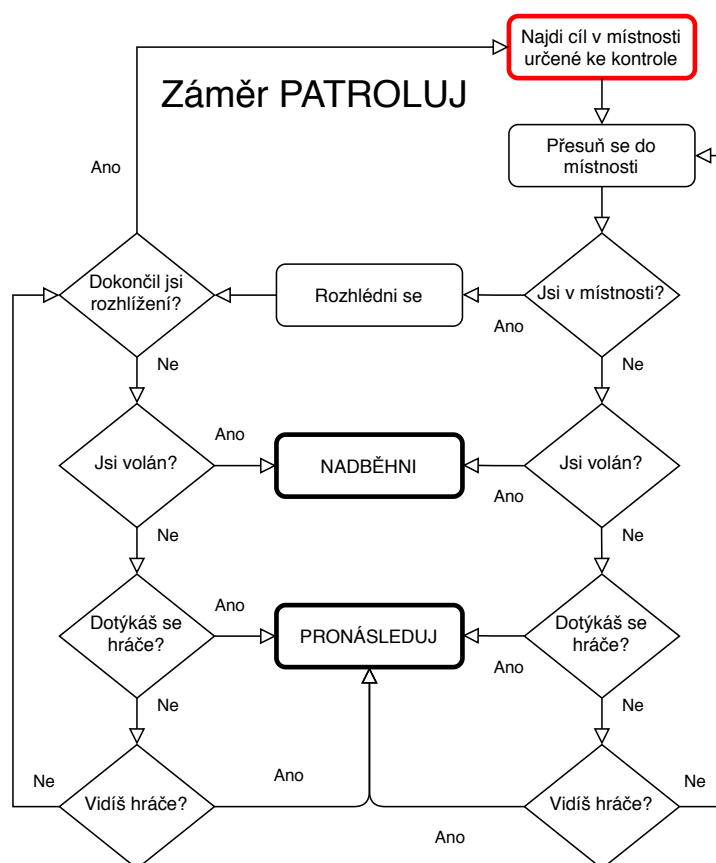 Najdi cíl v místnosti
určené ke kontrole
Záměr PATROLUJ
Přesuň se do
místnosti
Ano
Dokončil jsi
rozhlížení?
Rozhlédni se
Jsi v místnosti?
Ano
Ne
Ne
Jsi volán?
Ano
NADBĚHNI
Jsi volán?
Ano
Ne
Ne
Dotýkáš se
hráče?
Ano
PRONÁSLEDUJ
Dotýkáš se
hráče?
Ano
Ne
Ne
Ne
Vidíš hráče?
Ano
Ano
Vidíš hráče?
Ne